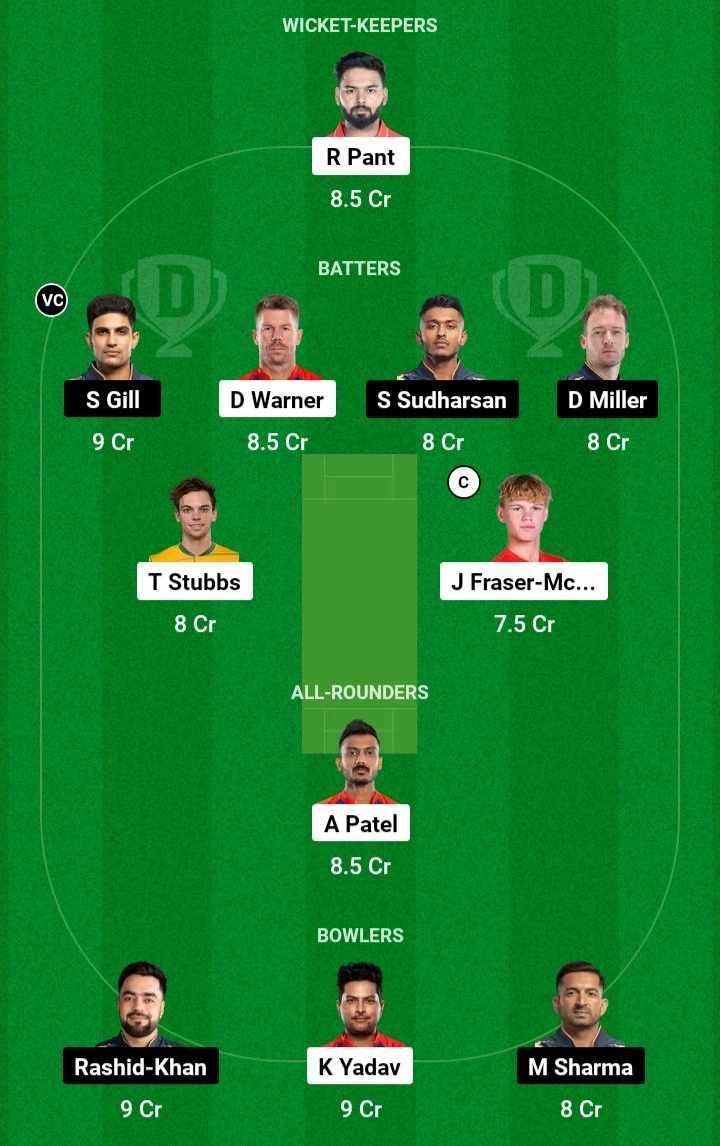 WICKET-KEEPERS
R Pant
8.5 Cr
BATTERS
D
D
VC
S Gill
D Warner
S Sudharsan
D Miller
9 Cr
8.5 Cr
8 Cr
8 Cr
C
T Stubbs
J Fraser-Mc...
8 Cr
7.5 Cr
ALL-ROUNDERS
A Patel
8.5 Cr
BOWLERS
Rashid-Khan
K Yadav
M Sharma
9 Cr
9 Cr
8 Cr